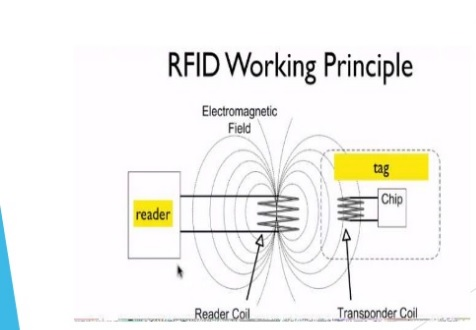 RFID Working Principle
Electromagnetic
Field
tag
Chip
reader
Reader Coil
Transponder Coil